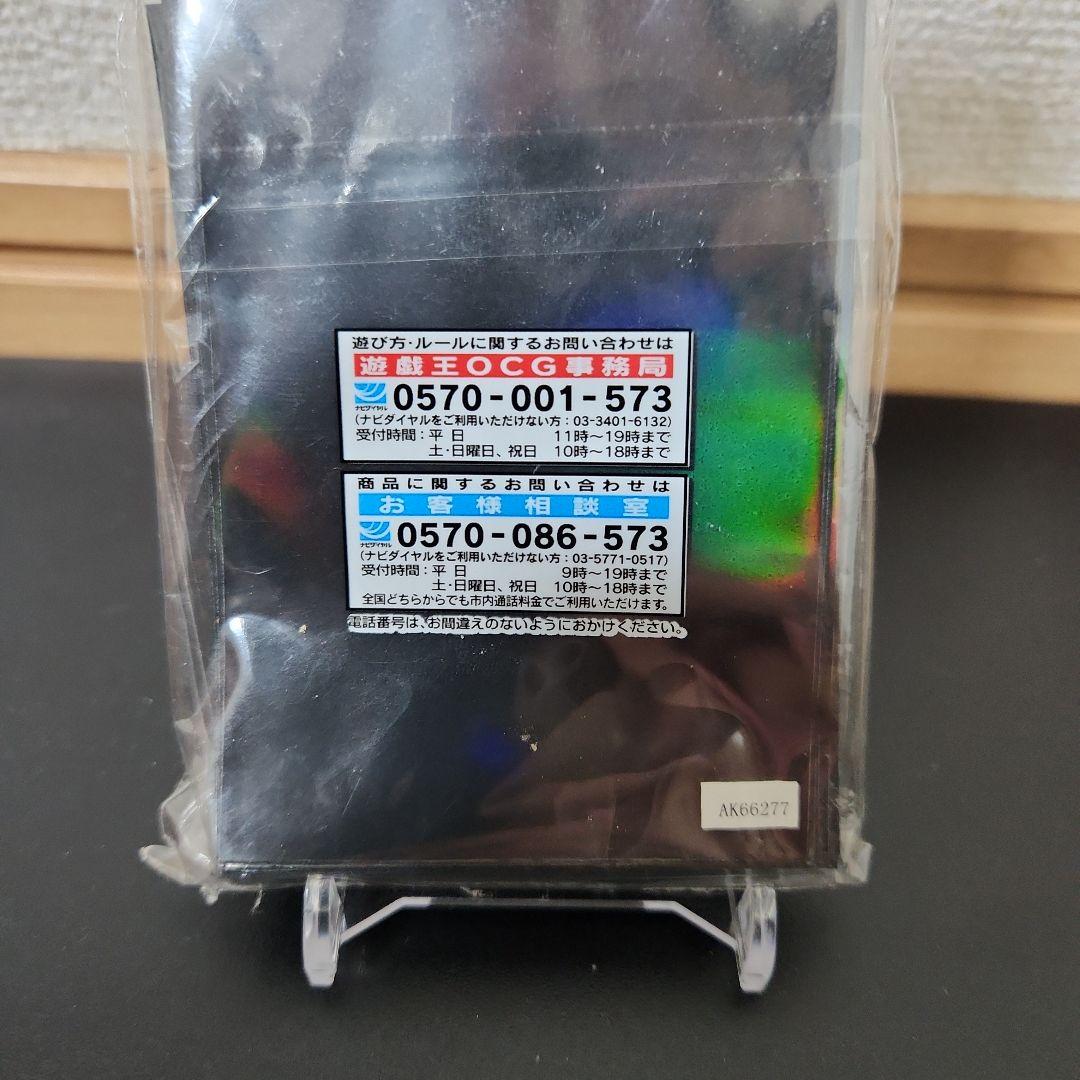 遊び方・ルールに関するお問い合わせは
遊戯王OCG事務局
ナビダイヤル 0570-001-573
(ナビダイヤルをご利用いただけない方：03-3401-6132)
受付時間：平日 11時〜19時まで
土・日曜日、祝日 10時〜18時まで
商品に関するお問い合わせは
お客様相談室
ナビダイヤル 0570-086-573
(ナビダイヤルをご利用いただけない方：03-5771-0517)
受付時間：平日 9時〜19時まで
土・日曜日、祝日 10時〜18時まで
全国どちらからでも市内通話料金でご利用いただけます。
電話番号は、お間違えのないようにおかけください。
AK66277